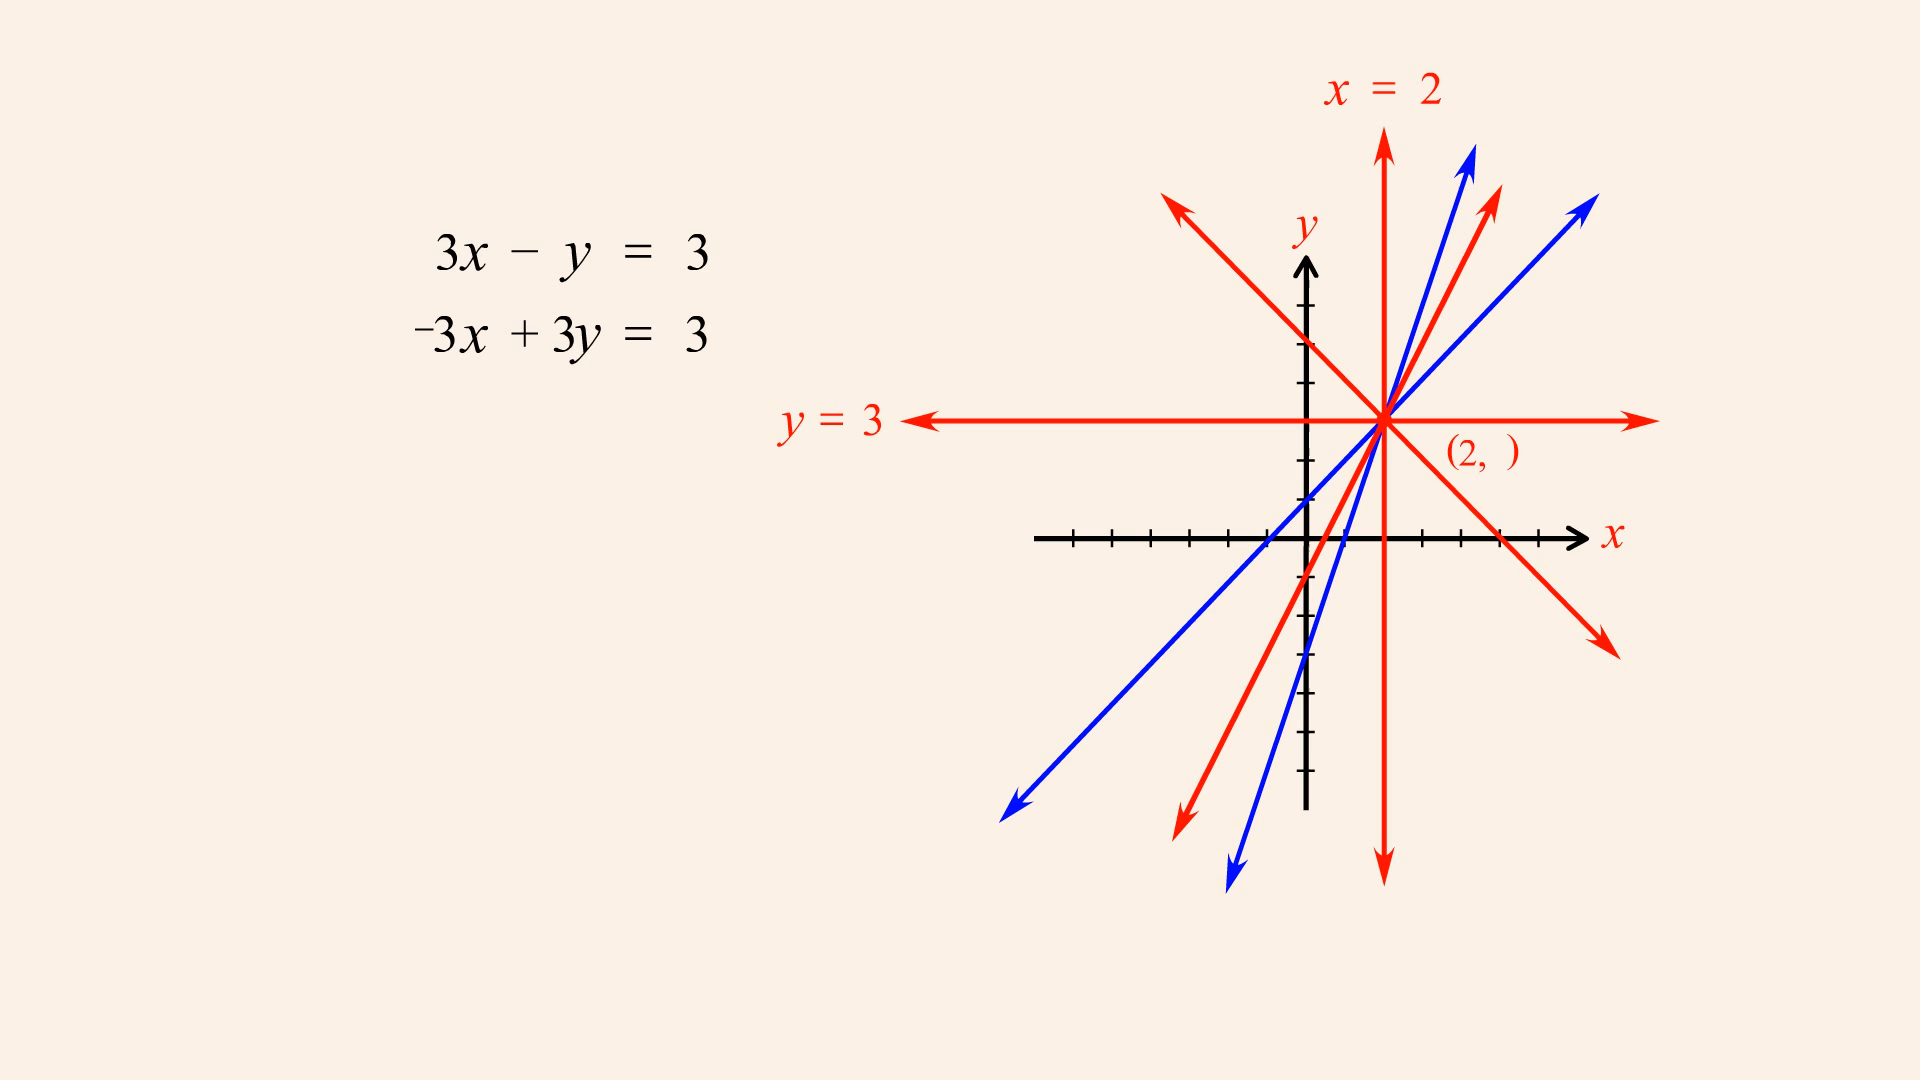 x = 2
y
3x − y = 3
−3x + 3y = 3
y = 3
(2, )
x